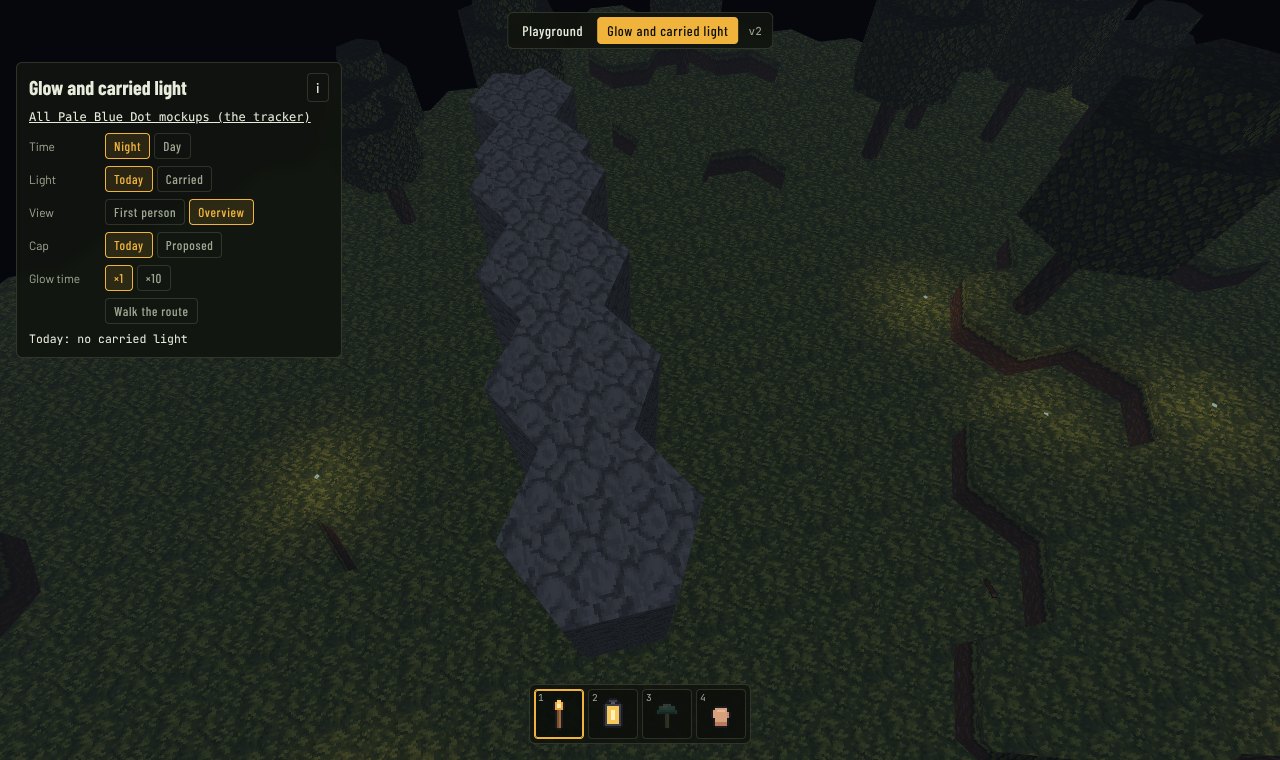 Playground Glow and carried light v2
Glow and carried light i
All Pale Blue Dot mockups (the tracker)
Time Night Day
Light Today Carried
View First person Overview
Cap Today Proposed
Glow time ×1 ×10
Walk the route
Today: no carried light
1 2 3 4